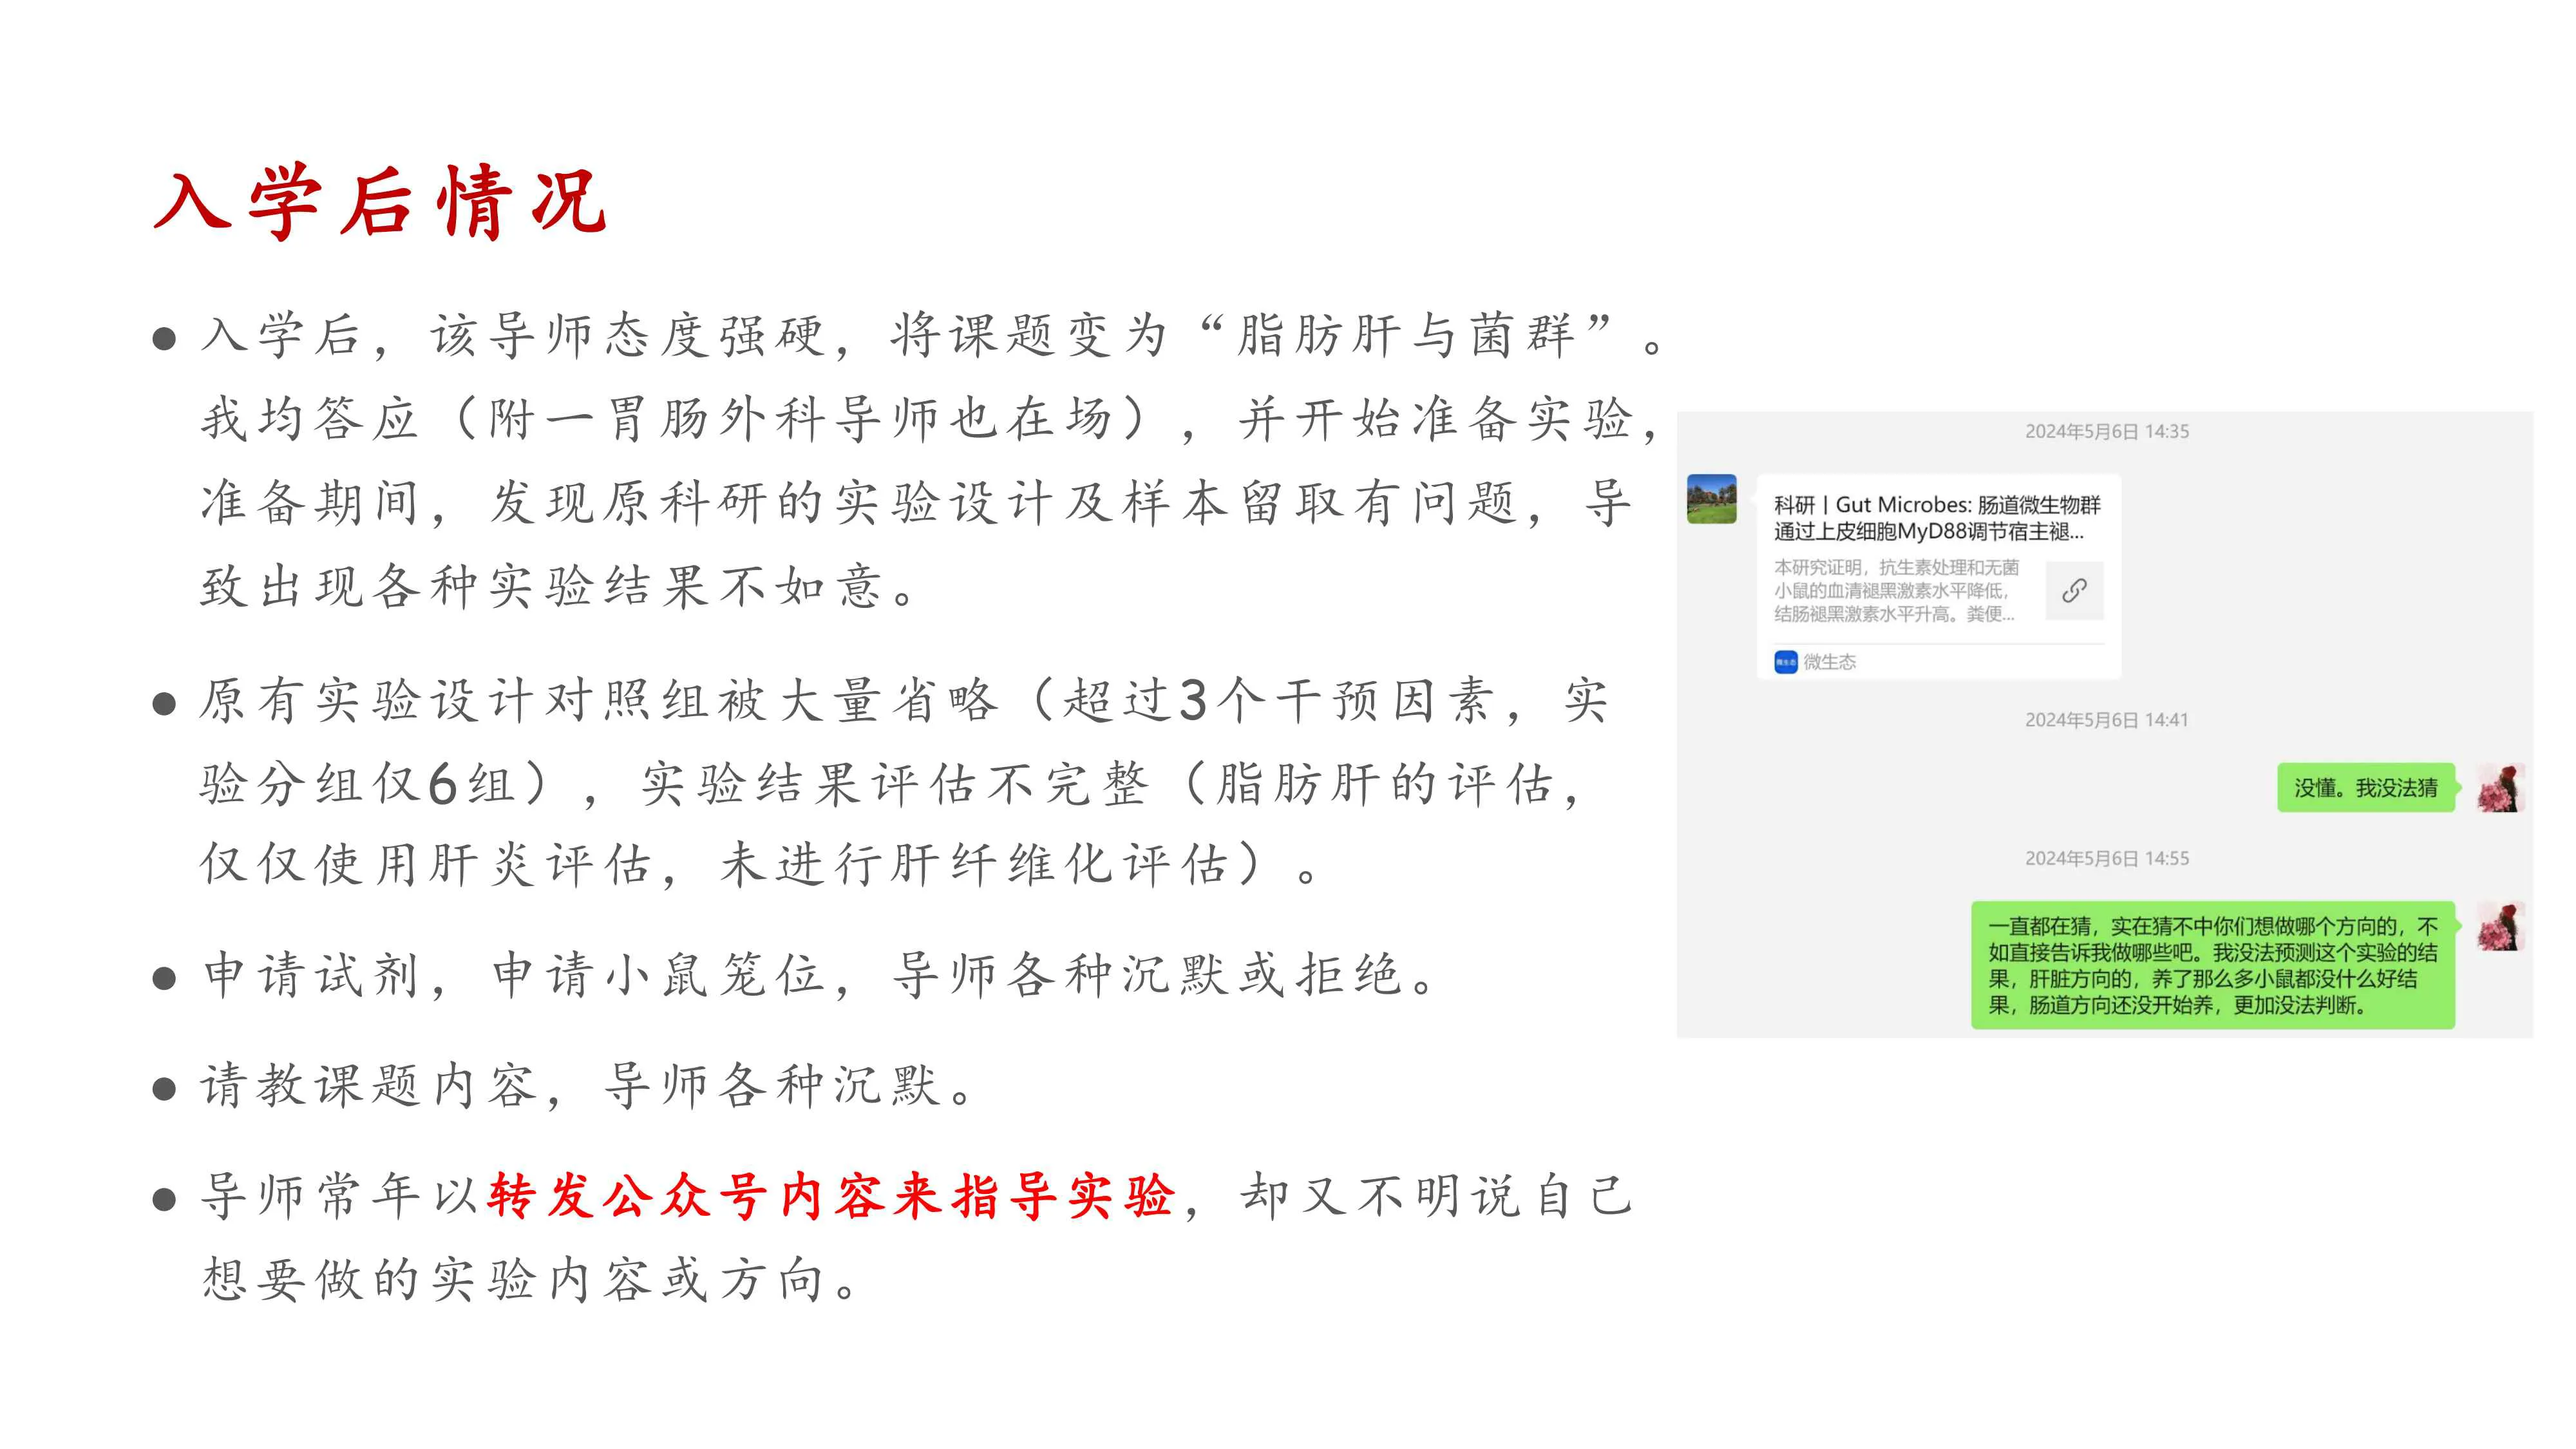 入学后情况
● 入学后，该导师态度强硬，将课题变为“脂肪肝与菌群”。
我均答应（附一胃肠外科导师也在场），并开始准备实验，
准备期间，发现原科研的实验设计及样本留取有问题，导
致出现各种实验结果不如意。
● 原有实验设计对照组被大量省略（超过3个干预因素，实
验分组仅6组），实验结果评估不完整（脂肪肝的评估，
仅仅使用肝炎评估，未进行肝纤维化评估）。
● 申请试剂，申请小鼠笼位，导师各种沉默或拒绝。
● 请教课题内容，导师各种沉默。
● 导师常年以转发公众号内容来指导实验，却又不明说自己
想要做的实验内容或方向。
2024年5月6日 14:35
科研 | Gut Microbes: 肠道微生物群
通过上皮细胞MyD88调节宿主褪...
本研究证明，抗生素处理和无菌
小鼠的血清褪黑激素水平降低，
结肠褪黑激素水平升高。粪便...
微生态 微生态
2024年5月6日 14:41
没懂。我没法猜
2024年5月6日 14:55
一直都在猜，实在猜不中你们想做哪个方向的，不
如直接告诉我做哪些吧。我没法预测这个实验的结
果，肝脏方向的，养了那么多小鼠都没什么好结
果，肠道方向还没开始养，更加没法判断。